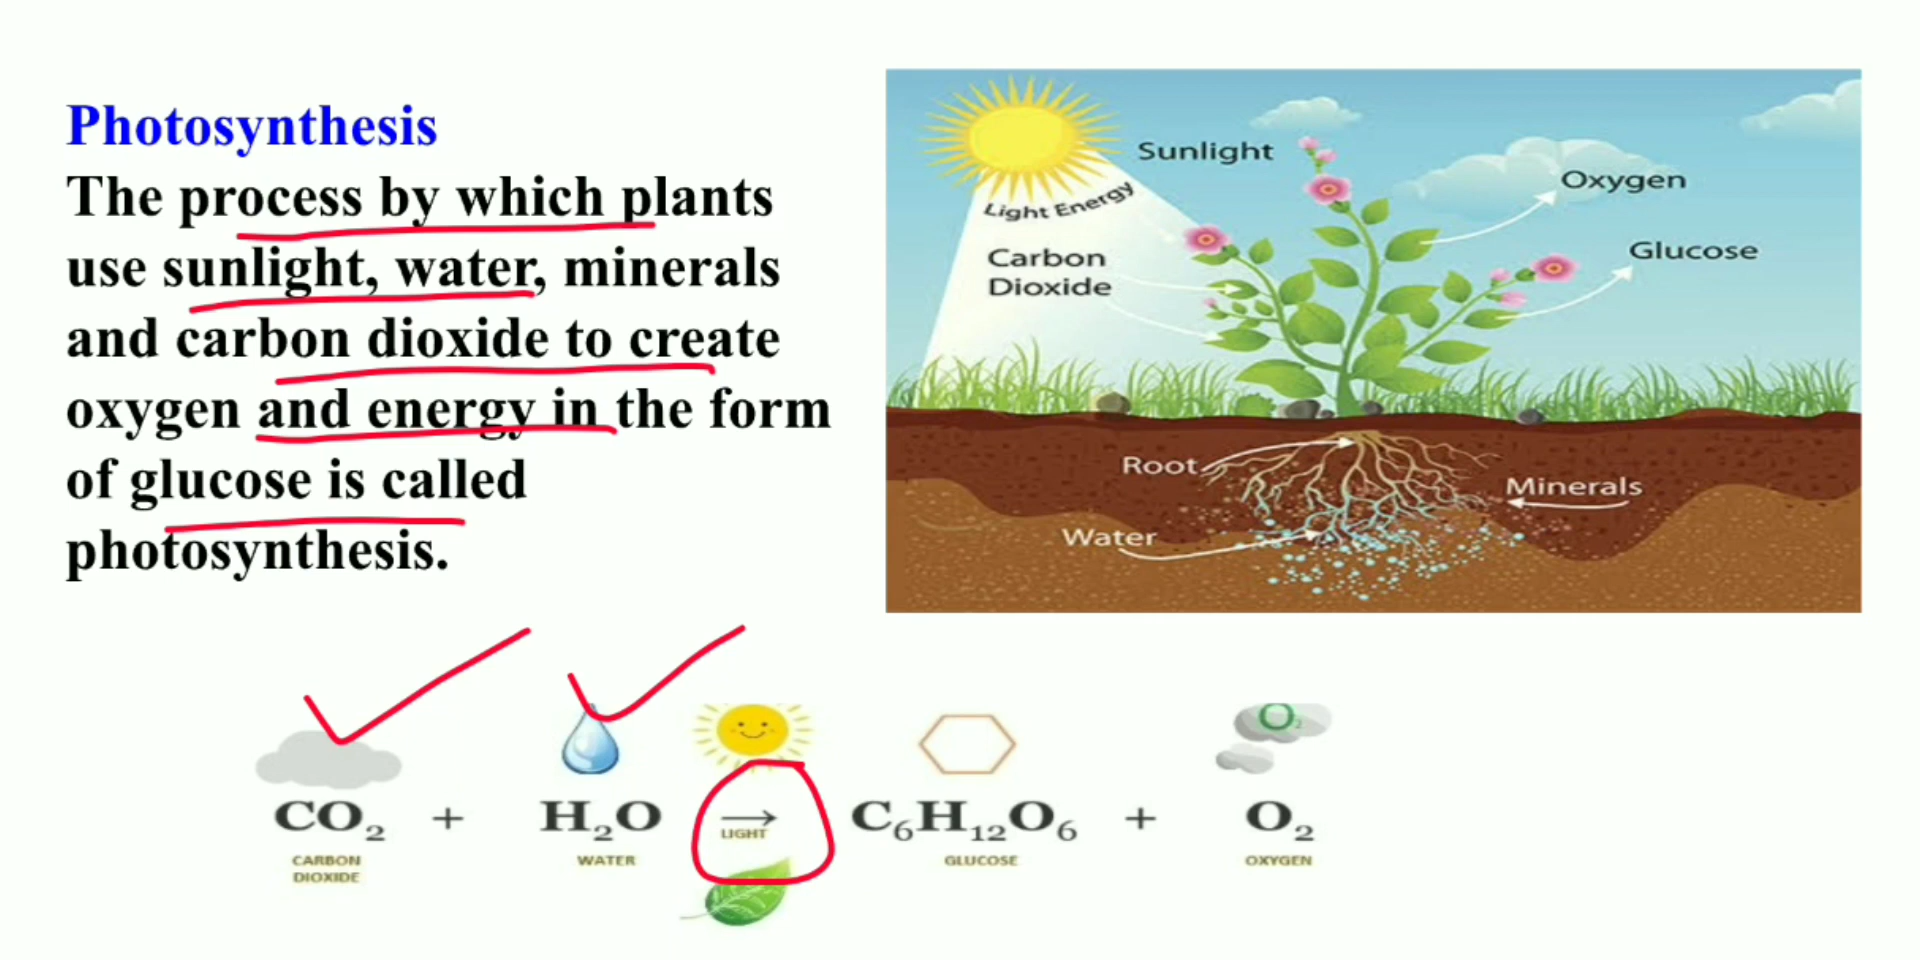 Photosynthesis
The process by which plants
use sunlight, water, minerals
and carbon dioxide to create
oxygen and energy in the form
of glucose is called
photosynthesis.
Sunlight
Light Energy
Oxygen
Carbon
Dioxide
Glucose
Root
Minerals
Water
O₂
CO₂ + H₂O → C₆H₁₂O₆ + O₂
LIGHT
CARBON
DIOXIDE
WATER
GLUCOSE
OXYGEN